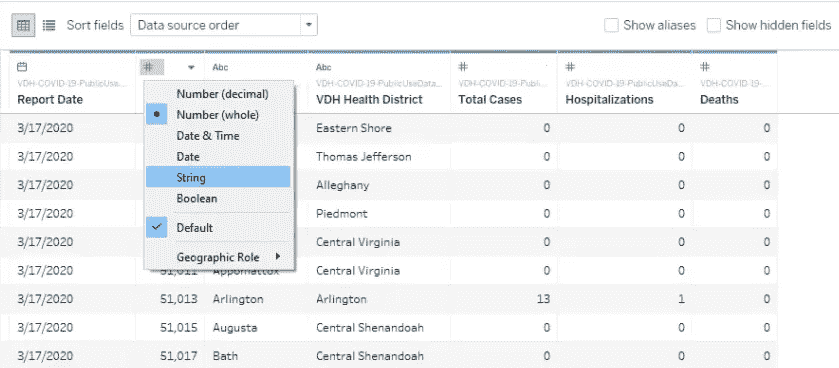 Sort fields Data source order Show aliases Show hidden fields
Abc Abc
VDH-COVID-19-PublicUseData... VDH-COVID-19-PublicUseData... VDH-COVID-19-Publi... VDH-COVID-19-PublicUseDa... VDH-COVID-19-...
Report Date VDH Health District Total Cases Hospitalizations Deaths
Number (decimal)
Number (whole)
Date & Time
Date
String
Boolean
Default
Geographic Role
3/17/2020 Eastern Shore 0 0 0
3/17/2020 Thomas Jefferson 0 0 0
3/17/2020 Alleghany 0 0 0
3/17/2020 Piedmont 0 0 0
3/17/2020 Central Virginia 0 0 0
3/17/2020 51,011 Appomattox Central Virginia 0 0 0
3/17/2020 51,013 Arlington Arlington 13 1 0
3/17/2020 51,015 Augusta Central Shenandoah 0 0 0
3/17/2020 51,017 Bath Central Shenandoah 0 0 0